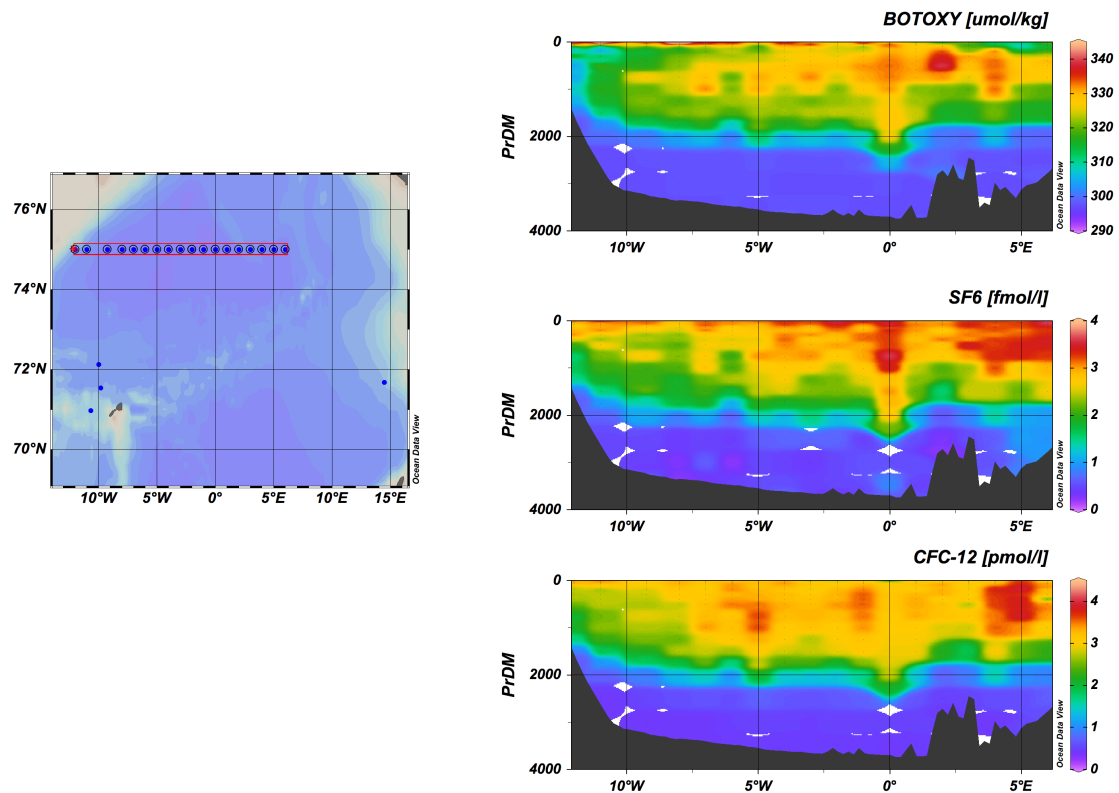 76°N
74°N
72°N
70°N
10°W
5°W
0°
5°E
10°E
15°E
Ocean Data View
BOTOXY [umol/kg]
PrDM
0
2000
4000
10°W
5°W
0°
5°E
Ocean Data View
340
330
320
310
300
290
SF6 [fmol/l]
PrDM
0
2000
4000
10°W
5°W
0°
5°E
Ocean Data View
4
3
2
1
0
CFC-12 [pmol/l]
PrDM
0
2000
4000
10°W
5°W
0°
5°E
Ocean Data View
4
3
2
1
0